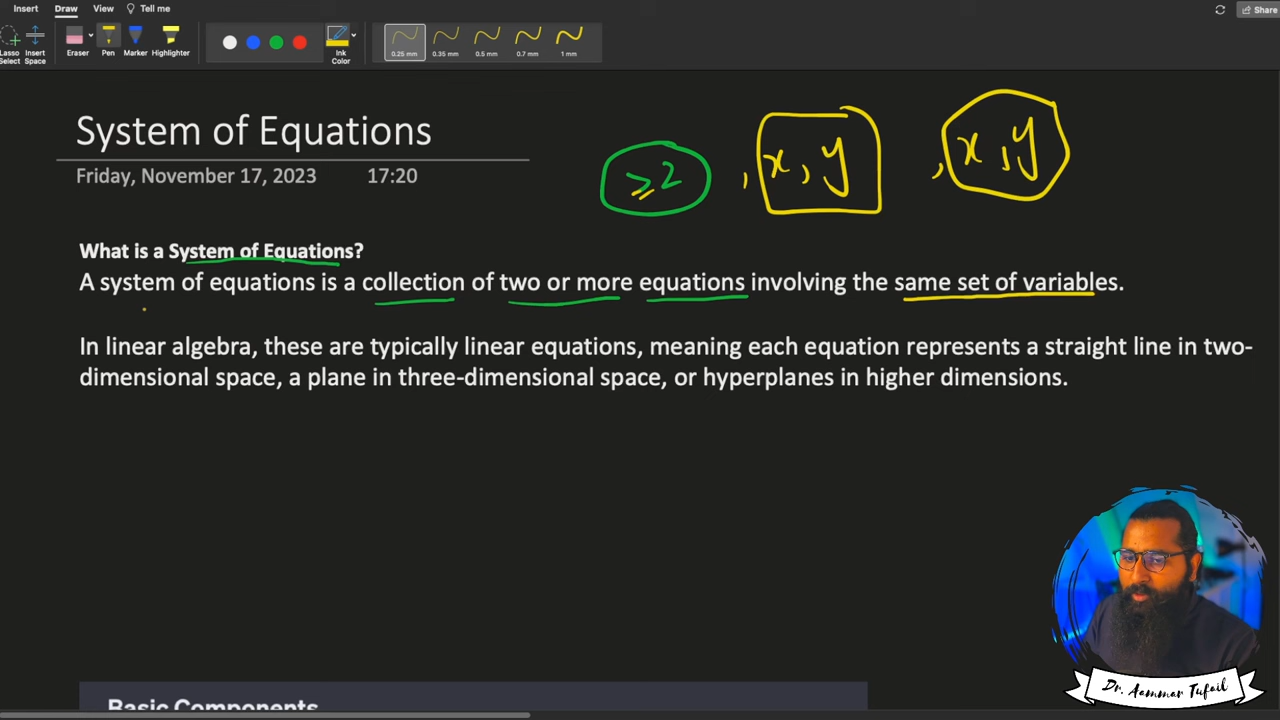 Insert Draw View Tell me
Share
Lasso Select
Insert Space
Eraser
Pen
Marker
Highlighter
Ink Color
0.25 mm 0.35 mm 0.5 mm 0.7 mm 1 mm
System of Equations
Friday, November 17, 2023 17:20
≥2 , x, y , x, y
What is a System of Equations?
A system of equations is a collection of two or more equations involving the same set of variables.
In linear algebra, these are typically linear equations, meaning each equation represents a straight line in two-
dimensional space, a plane in three-dimensional space, or hyperplanes in higher dimensions.
Basic Components
Dr. Aammar Tufail